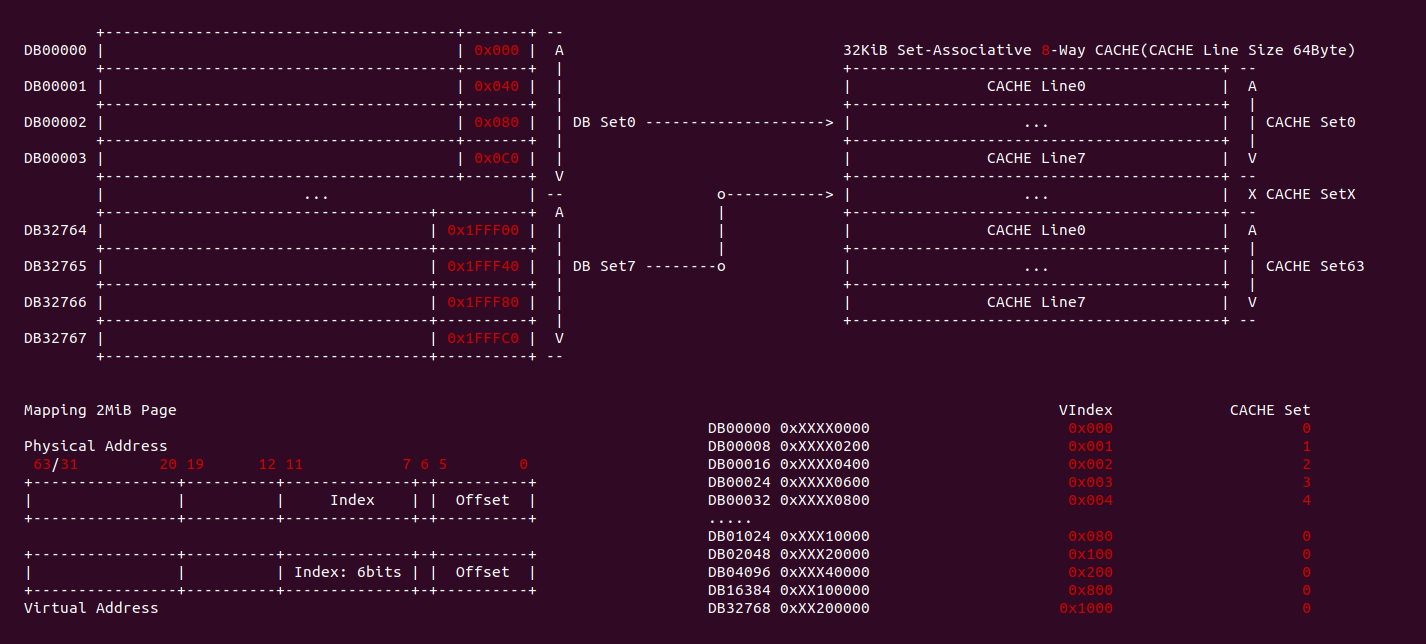 +---------------------------------------+-------+ --
DB00000 |                                       | 0x000 |  A                               32KiB Set-Associative 8-Way CACHE(CACHE Line Size 64Byte)
        +---------------------------------------+-------+  |                               +-----------------------------------------+ --
DB00001 |                                       | 0x040 |  |                               |               CACHE Line0               |  A
        +---------------------------------------+-------+  |                               +-----------------------------------------+  |
DB00002 |                                       | 0x080 |  | DB Set0 --------------------> |                   ...                   |  | CACHE Set0
        +---------------------------------------+-------+  |                               +-----------------------------------------+  |
DB00003 |                                       | 0x0C0 |  |                               |               CACHE Line7               |  V
        +---------------------------------------+-------+  V                               +-----------------------------------------+ --
        |                      ...                      | --                 o-----------> |                   ...                   |  X CACHE SetX
        +------------------------------------+----------+  A                 |             +-----------------------------------------+ --
DB32764 |                                    | 0x1FFF00 |  |                 |             |               CACHE Line0               |  A
        +------------------------------------+----------+  |                 |             +-----------------------------------------+  |
DB32765 |                                    | 0x1FFF40 |  | DB Set7 --------o             |                   ...                   |  | CACHE Set63
        +------------------------------------+----------+  |                               +-----------------------------------------+  |
DB32766 |                                    | 0x1FFF80 |  |                               |               CACHE Line7               |  V
        +------------------------------------+----------+  |                               +-----------------------------------------+ --
DB32767 |                                    | 0x1FFFC0 |  V
        +------------------------------------+----------+ --
Mapping 2MiB Page                                                                                                  VIndex             CACHE Set
                                                                            DB00000 0xXXXX0000                      0x000                     0
Physical Address                                                            DB00008 0xXXXX0200                      0x001                     1
 63/31         20 19      12 11           7 6 5        0                    DB00016 0xXXXX0400                      0x002                     2
+----------------+----------+--------------+-+----------+                   DB00024 0xXXXX0600                      0x003                     3
|                |          |     Index    | |  Offset  |                   DB00032 0xXXXX0800                      0x004                     4
+----------------+----------+--------------+-+----------+                   .....
                                                                            DB01024 0xXXX10000                      0x080                     0
+----------------+----------+--------------+-+----------+                   DB02048 0xXXX20000                      0x100                     0
|                |          | Index: 6bits | |  Offset  |                   DB04096 0xXXX40000                      0x200                     0
+----------------+----------+--------------+-+----------+                   DB16384 0xXX100000                      0x800                     0
Virtual Address                                                             DB32768 0xXX200000                     0x1000                     0